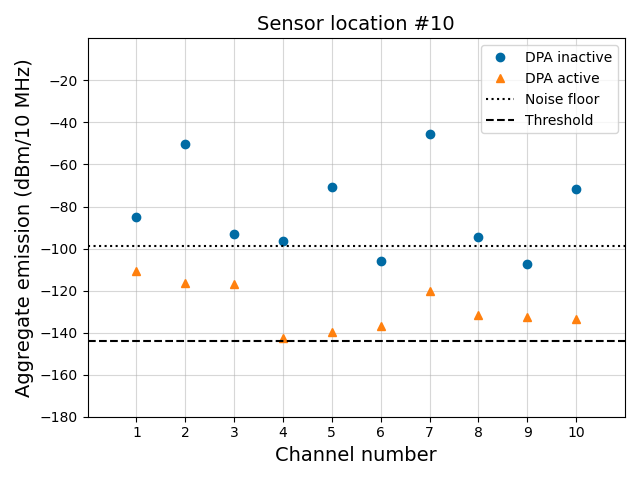 Sensor location #10
DPA inactive
DPA active
Noise floor
Threshold
Aggregate emission (dBm/10 MHz)
−20
−40
−60
−80
−100
−120
−140
−160
−180
1 2 3 4 5 6 7 8 9 10
Channel number